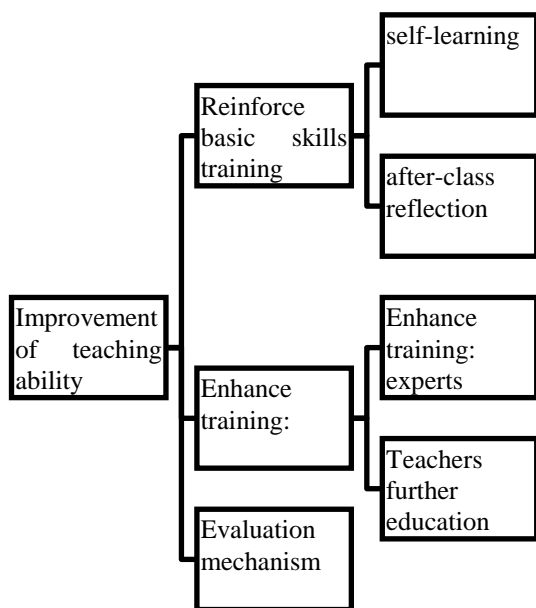 self-learning
Reinforce
basic skills
training
after-class
reflection
Improvement
of teaching
ability
Enhance
training:
experts
Enhance
training:
Teachers
further
education
Evaluation
mechanism